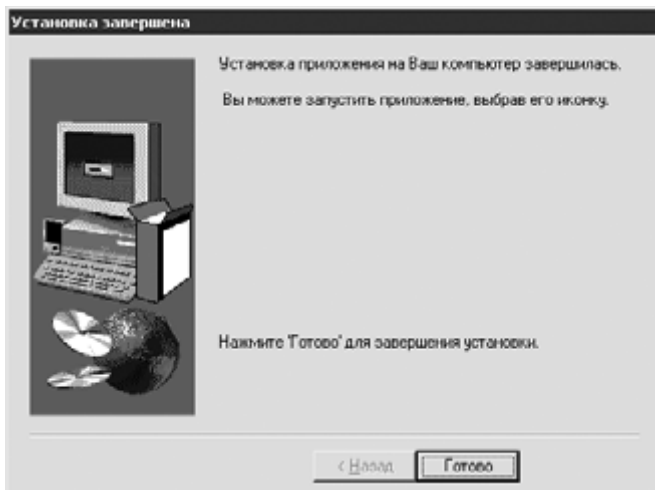 Установка завершена
Установка приложения на Ваш компьютер завершилась.
Вы можете запустить приложение, выбрав его иконку.
Нажмите 'Готово' для завершения установки.
< Назад
Готово